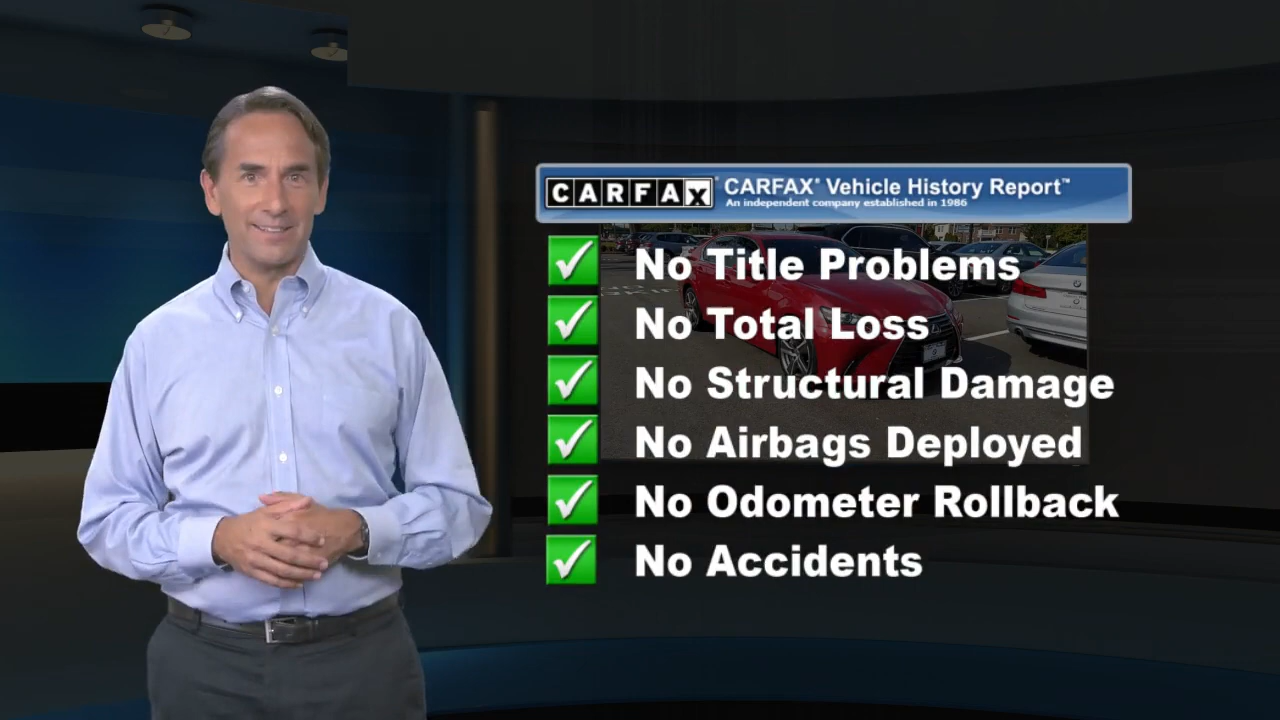 CARFAX CARFAX® Vehicle History Report™
An independent company established in 1986
No Title Problems
No Total Loss
No Structural Damage
No Airbags Deployed
No Odometer Rollback
No Accidents